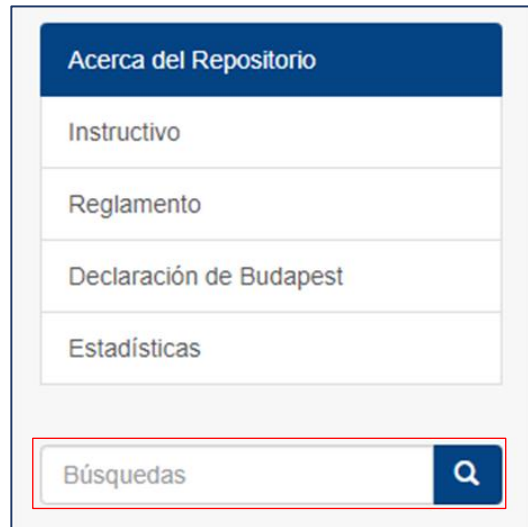 Acerca del Repositorio
Instructivo
Reglamento
Declaración de Budapest
Estadísticas
Búsquedas